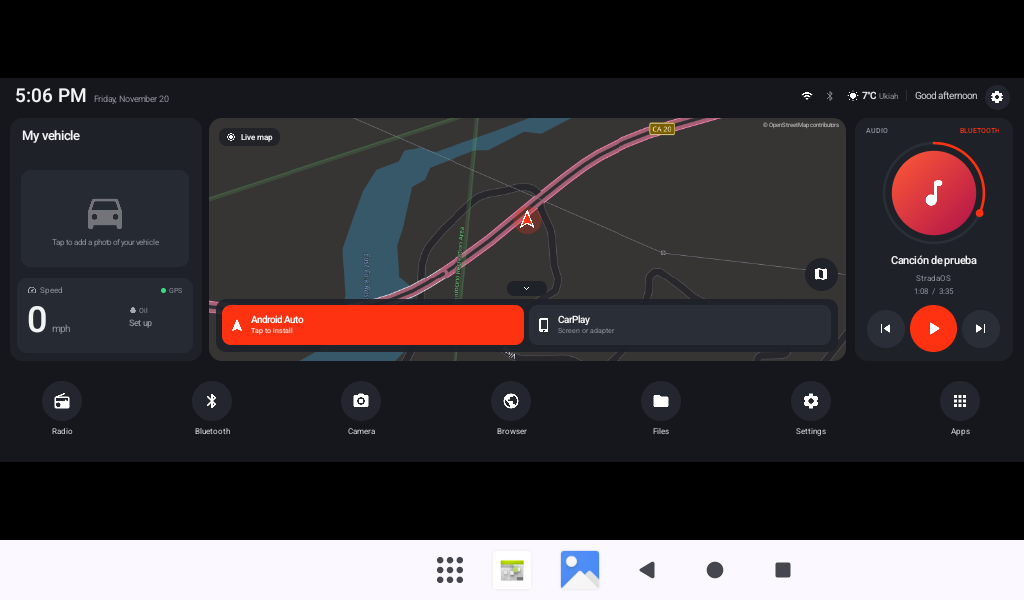 5:06 PM Friday, November 20
7°C Ukiah Good afternoon
My vehicle
Tap to add a photo of your vehicle
Speed GPS
0 mph
Oil
Set up
Live map
CA 20
© OpenStreetMap contributors
Android Auto
Tap to install
CarPlay
Screen or adapter
AUDIO BLUETOOTH
Canción de prueba
StradaOS
1:08 / 3:35
Radio
Bluetooth
Camera
Browser
Files
Settings
Apps